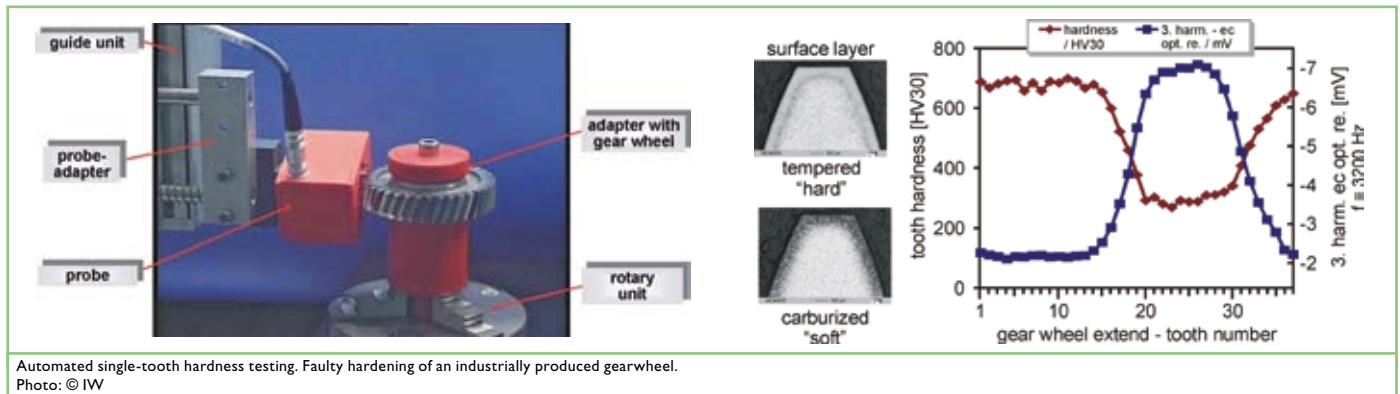 guide unit
probe-
adapter
probe
adapter with
gear wheel
rotary
unit
surface layer
tempered
"hard"
carburized
"soft"
hardness
/ HV30
3. harm. - ec
opt. re. / mV
tooth hardness [HV30]
800
600
400
200
0
1
10
20
30
gear wheel extend - tooth number
-7
-6
-5
-4
-3
-2
3. harm. ec opt. re. [mV]
f = 3200 Hz
Automated single-tooth hardness testing. Faulty hardening of an industrially produced gearwheel.
Photo: © IW